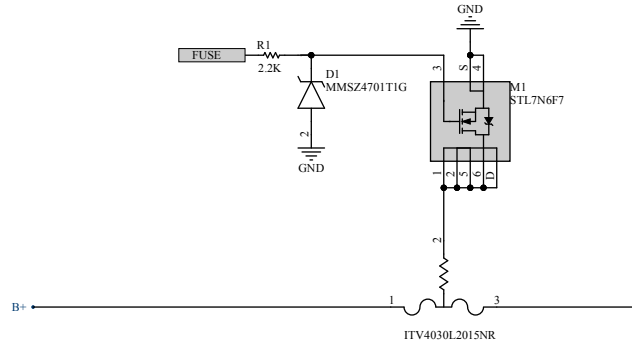 GND
FUSE
R1
2.2K
D1
MMSZ4701T1G
2
GND
3
S
4
M1
STL7N6F7
1
2
5
6
D
2
B+
1
3
ITV4030L2015NR